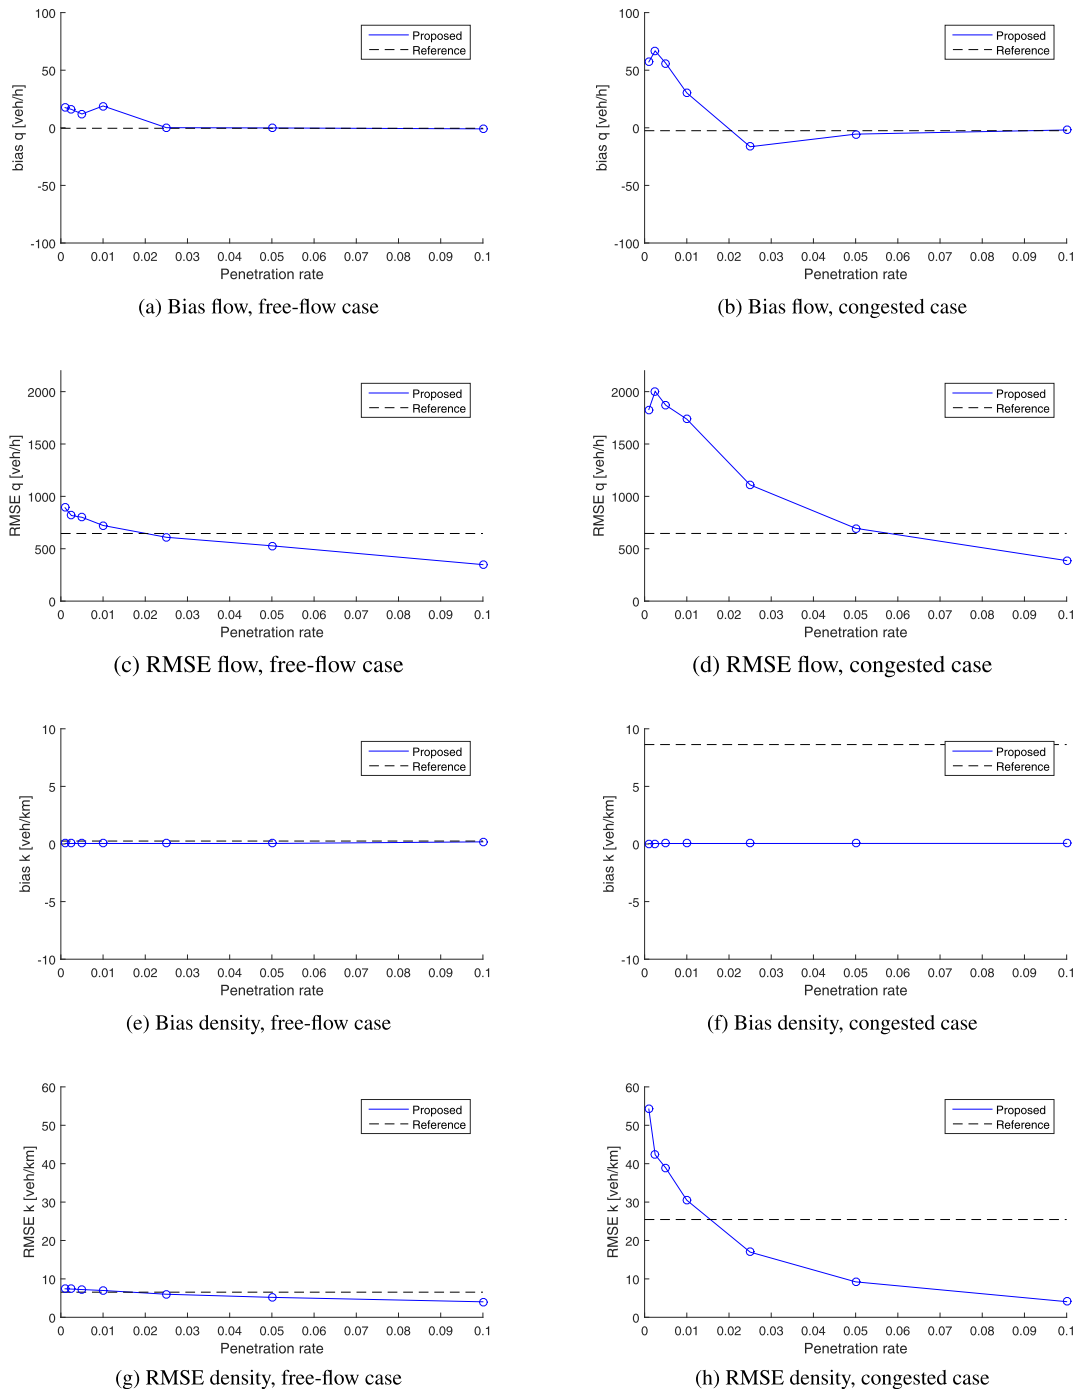 100
50
0
-50
-100
bias q [veh/h]
0 0.01 0.02 0.03 0.04 0.05 0.06 0.07 0.08 0.09 0.1
Penetration rate
Proposed
Reference
(a) Bias flow, free-flow case
100
50
0
-50
-100
bias q [veh/h]
0 0.01 0.02 0.03 0.04 0.05 0.06 0.07 0.08 0.09 0.1
Penetration rate
Proposed
Reference
(b) Bias flow, congested case
2000
1500
1000
500
0
RMSE q [veh/h]
0 0.01 0.02 0.03 0.04 0.05 0.06 0.07 0.08 0.09 0.1
Penetration rate
Proposed
Reference
(c) RMSE flow, free-flow case
2000
1500
1000
500
0
RMSE q [veh/h]
0 0.01 0.02 0.03 0.04 0.05 0.06 0.07 0.08 0.09 0.1
Penetration rate
Proposed
Reference
(d) RMSE flow, congested case
10
5
0
-5
-10
bias k [veh/km]
0 0.01 0.02 0.03 0.04 0.05 0.06 0.07 0.08 0.09 0.1
Penetration rate
Proposed
Reference
(e) Bias density, free-flow case
10
5
0
-5
-10
bias k [veh/km]
0 0.01 0.02 0.03 0.04 0.05 0.06 0.07 0.08 0.09 0.1
Penetration rate
Proposed
Reference
(f) Bias density, congested case
60
50
40
30
20
10
0
RMSE k [veh/km]
0 0.01 0.02 0.03 0.04 0.05 0.06 0.07 0.08 0.09 0.1
Penetration rate
Proposed
Reference
(g) RMSE density, free-flow case
60
50
40
30
20
10
0
RMSE k [veh/km]
0 0.01 0.02 0.03 0.04 0.05 0.06 0.07 0.08 0.09 0.1
Penetration rate
Proposed
Reference
(h) RMSE density, congested case